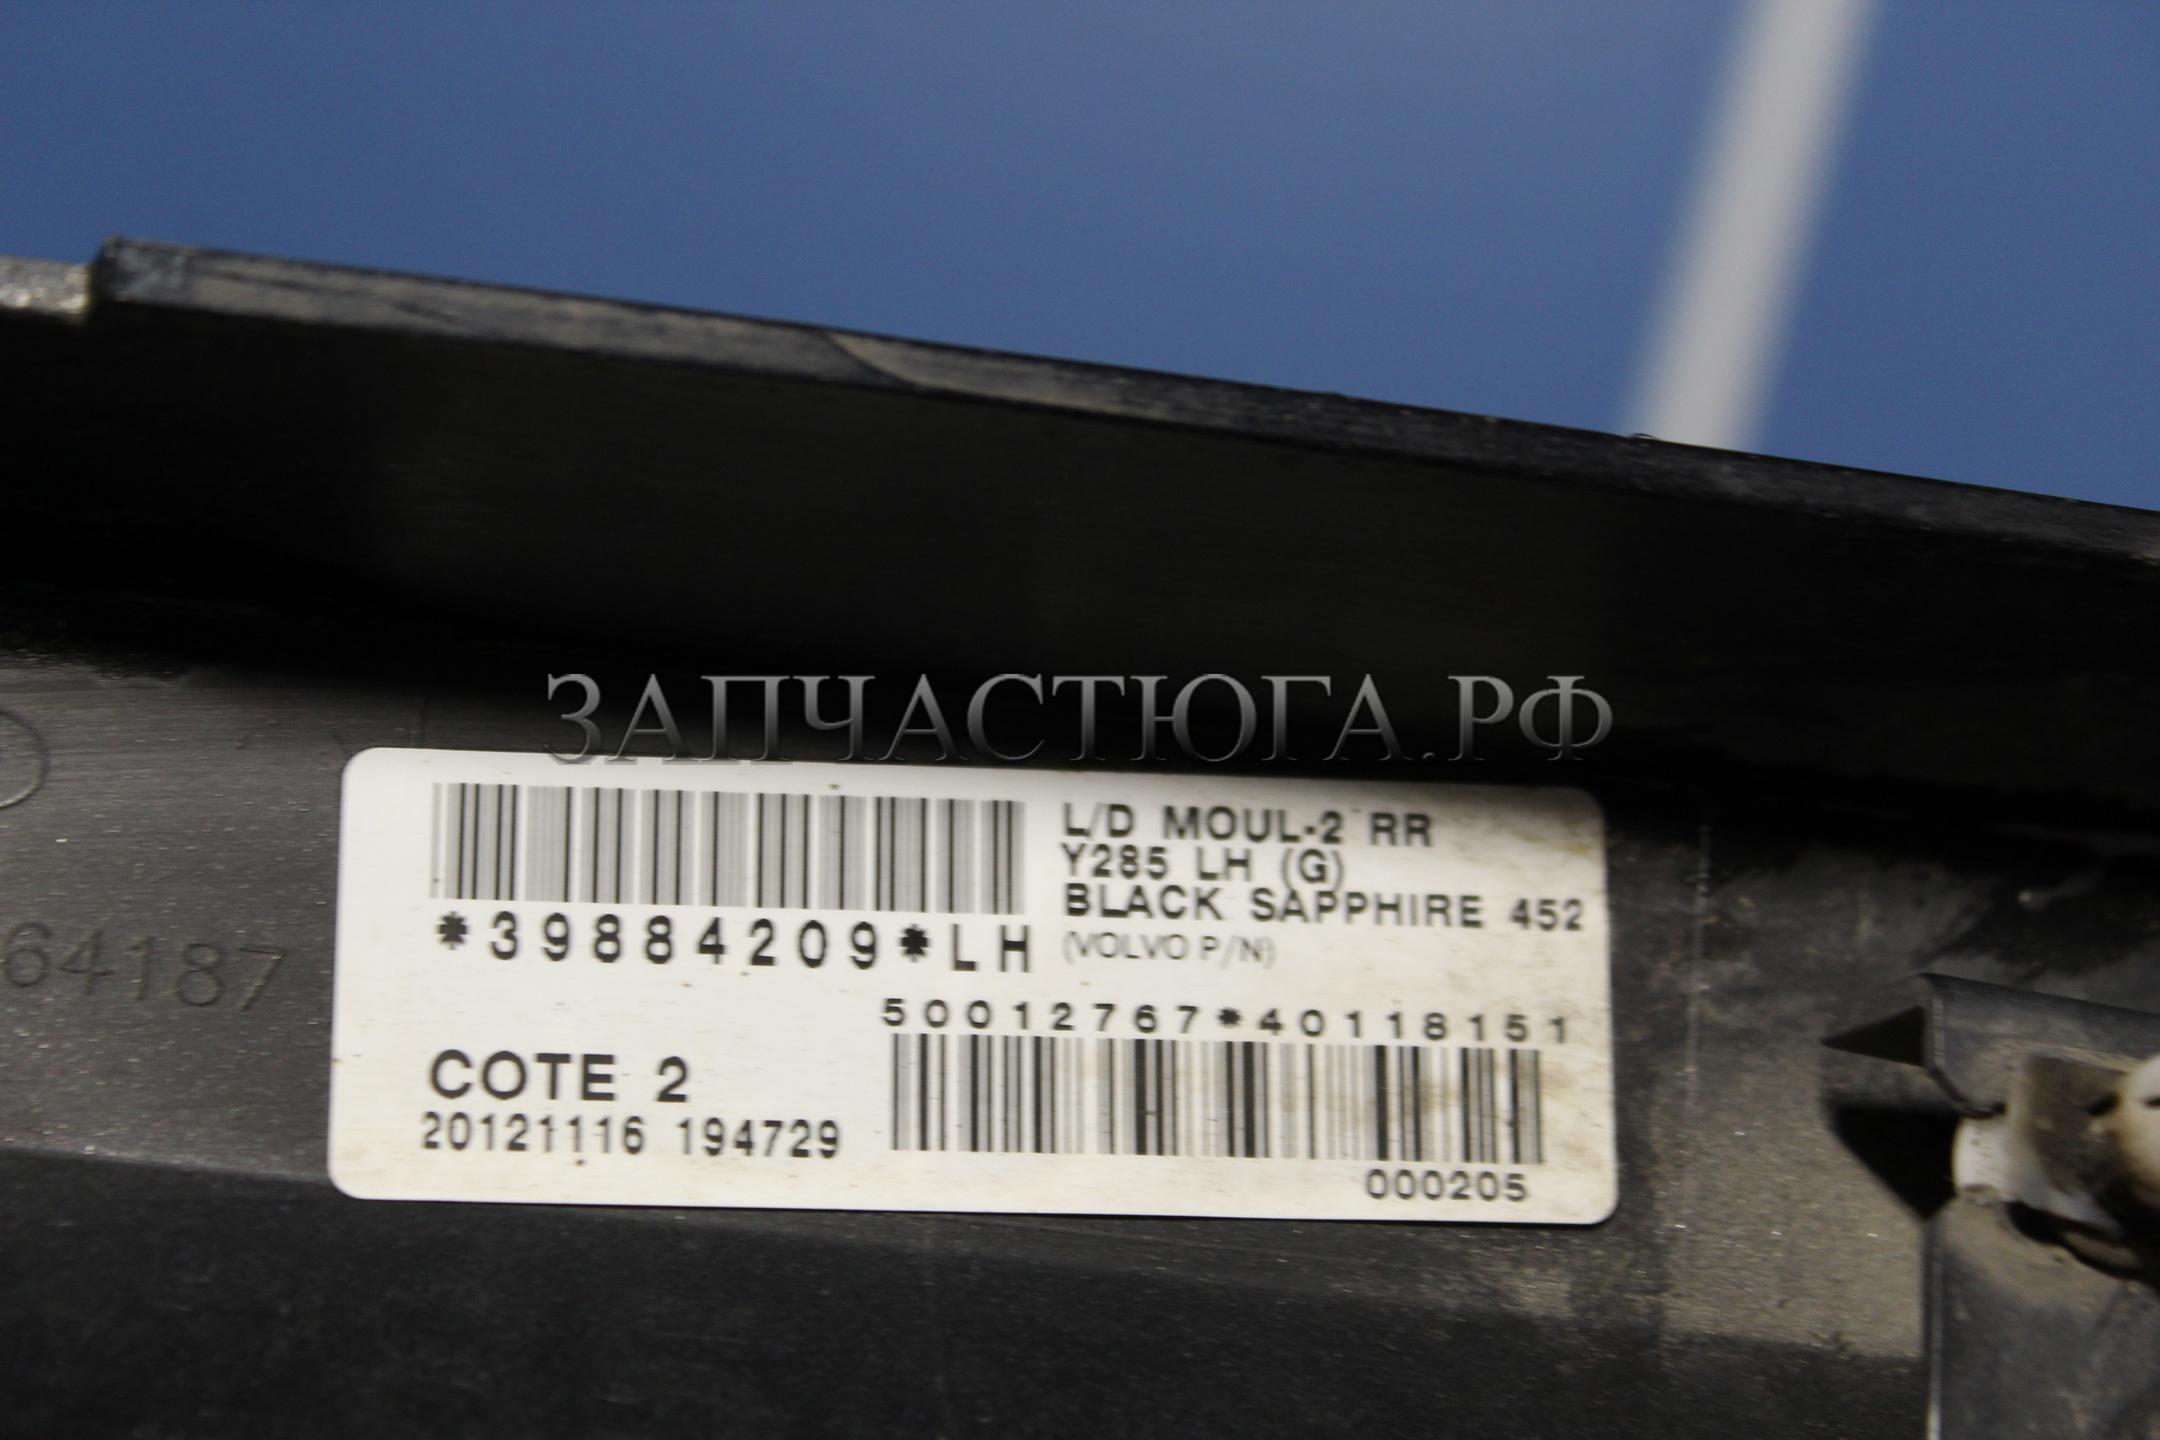 ЗАПЧАСТЮГА.РФ
L/D MOUL-2 RR
Y285 LH (G)
BLACK SAPPHIRE 452
*39884209*LH
(VOLVO P/N)
64187
50012767*40118151
COTE 2
20121116 194729
000205